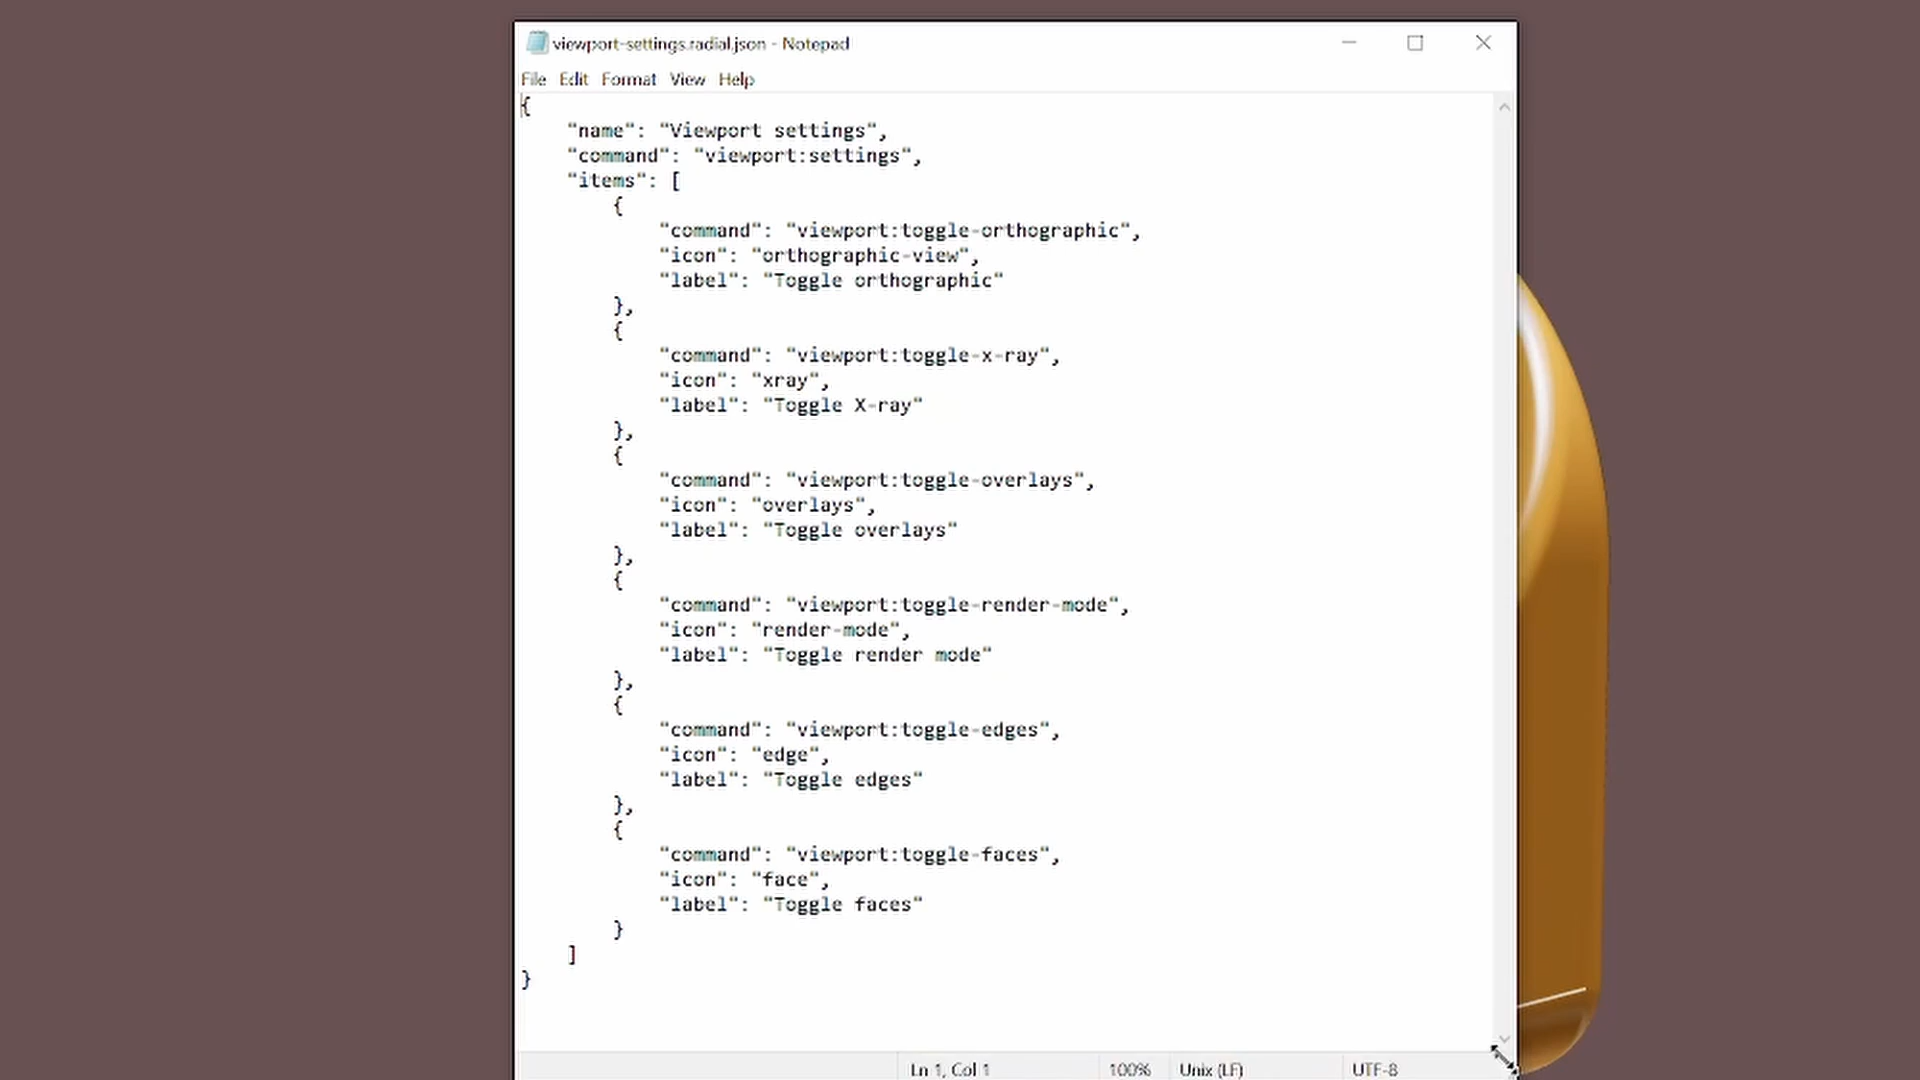 viewport-settings.radial.json - Notepad
File Edit Format View Help
{
    "name": "Viewport settings",
    "command": "viewport:settings",
    "items": [
        {
            "command": "viewport:toggle-orthographic",
            "icon": "orthographic-view",
            "label": "Toggle orthographic"
        },
        {
            "command": "viewport:toggle-x-ray",
            "icon": "xray",
            "label": "Toggle X-ray"
        },
        {
            "command": "viewport:toggle-overlays",
            "icon": "overlays",
            "label": "Toggle overlays"
        },
        {
            "command": "viewport:toggle-render-mode",
            "icon": "render-mode",
            "label": "Toggle render mode"
        },
        {
            "command": "viewport:toggle-edges",
            "icon": "edge",
            "label": "Toggle edges"
        },
        {
            "command": "viewport:toggle-faces",
            "icon": "face",
            "label": "Toggle faces"
        }
    ]
}
Ln 1, Col 1 100% Unix (LF) UTF-8